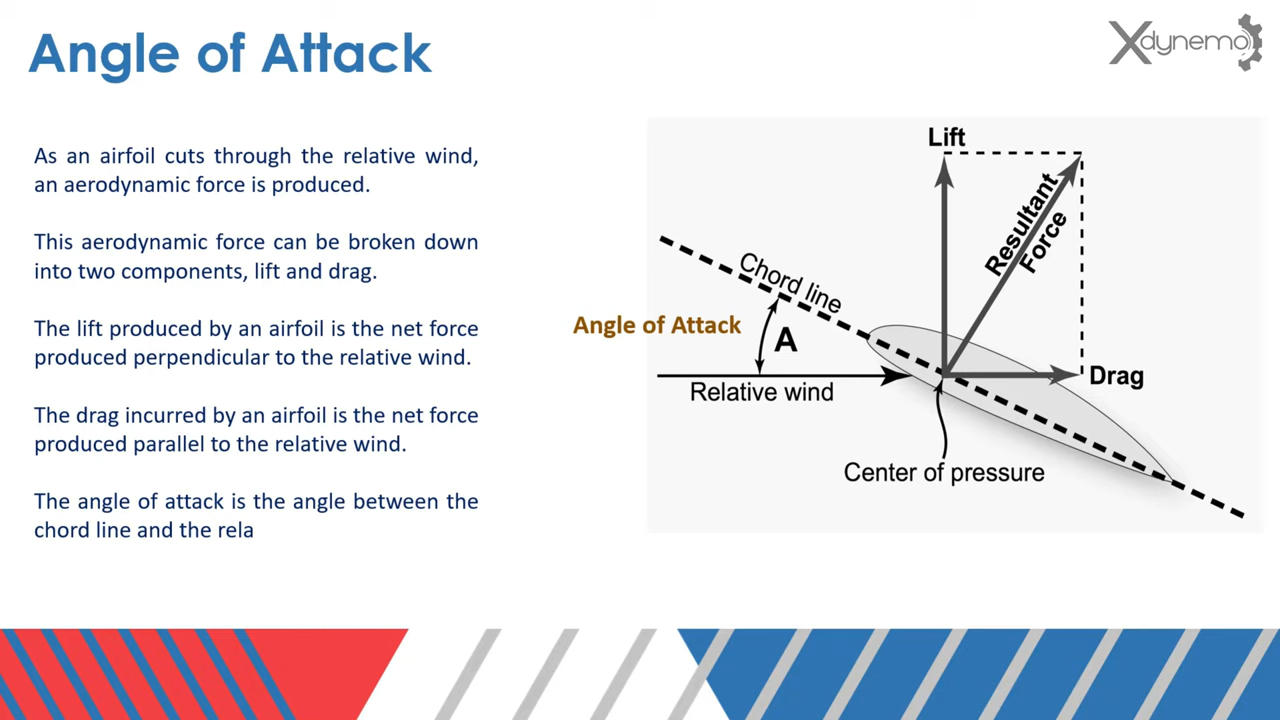 Angle of Attack
Xdynemo
As an airfoil cuts through the relative wind,
an aerodynamic force is produced.
This aerodynamic force can be broken down
into two components, lift and drag.
The lift produced by an airfoil is the net force
produced perpendicular to the relative wind.
The drag incurred by an airfoil is the net force
produced parallel to the relative wind.
The angle of attack is the angle between the
chord line and the rela
Lift
Resultant
Force
Chord line
Angle of Attack
A
Relative wind
Drag
Center of pressure